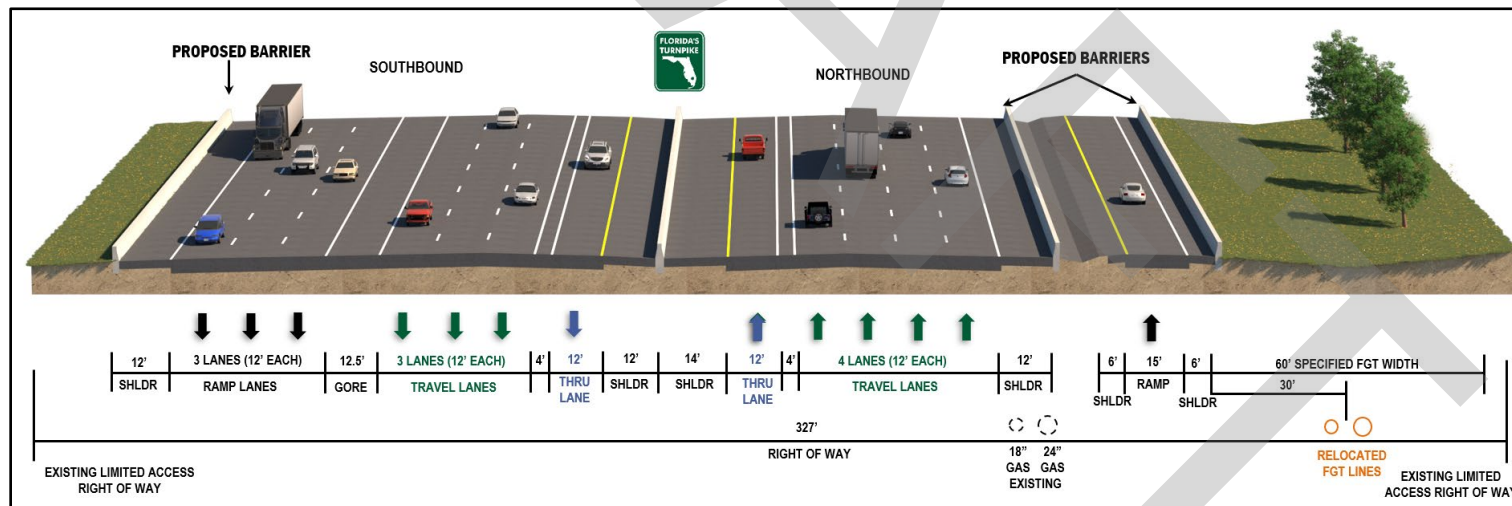 PROPOSED BARRIER
SOUTHBOUND
FLORIDA'S
TURNPIKE
NORTHBOUND
PROPOSED BARRIERS
12' 3 LANES (12' EACH) 12.5' 3 LANES (12' EACH) 4' 12' 12' 14' 12' 4' 4 LANES (12' EACH) 12' 6' 15' 6' 60' SPECIFIED FGT WIDTH
SHLDR RAMP LANES GORE TRAVEL LANES THRU LANE SHLDR SHLDR THRU LANE TRAVEL LANES SHLDR SHLDR RAMP SHLDR 30'
327'
RIGHT OF WAY
18” GAS 24” GAS
EXISTING
RELOCATED
FGT LINES
EXISTING LIMITED ACCESS
RIGHT OF WAY
EXISTING LIMITED
ACCESS RIGHT OF WAY